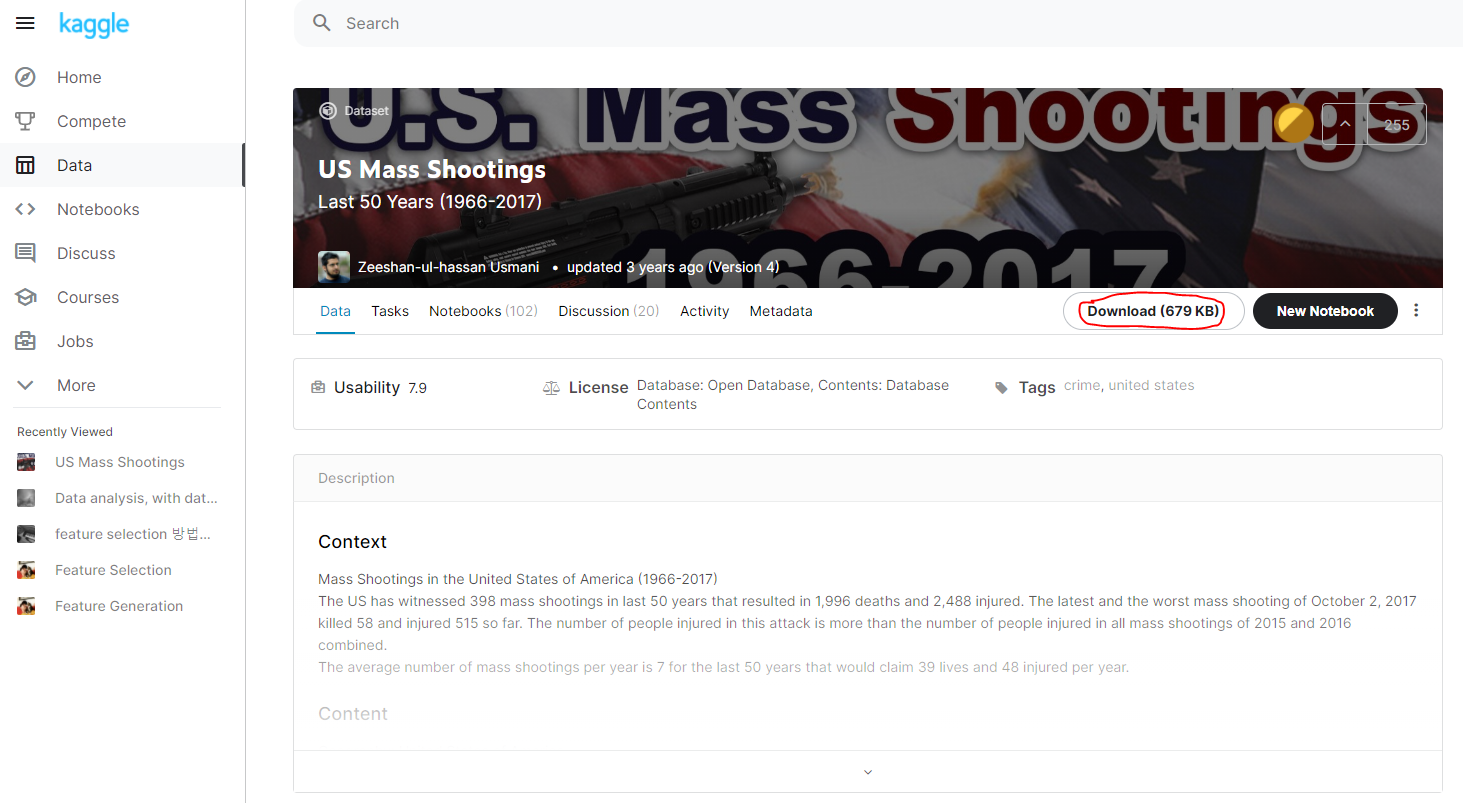 kaggle
Search
Home
Compete
Data
Notebooks
Discuss
Courses
Jobs
More
Recently Viewed
US Mass Shootings
Data analysis, with dat...
feature selection 방법...
Feature Selection
Feature Generation
U.S. Mass Shootings
Dataset
255
US Mass Shootings
Last 50 Years (1966-2017)
1966-2017
Zeeshan-ul-hassan Usmani • updated 3 years ago (Version 4)
Data Tasks Notebooks (102) Discussion (20) Activity Metadata Download (679 KB) New Notebook
Usability 7.9 License Database: Open Database, Contents: Database Tags crime, united states
Contents
Description
Context
Mass Shootings in the United States of America (1966-2017)
The US has witnessed 398 mass shootings in last 50 years that resulted in 1,996 deaths and 2,488 injured. The latest and the worst mass shooting of October 2, 2017
killed 58 and injured 515 so far. The number of people injured in this attack is more than the number of people injured in all mass shootings of 2015 and 2016
combined.
The average number of mass shootings per year is 7 for the last 50 years that would claim 39 lives and 48 injured per year.
Content